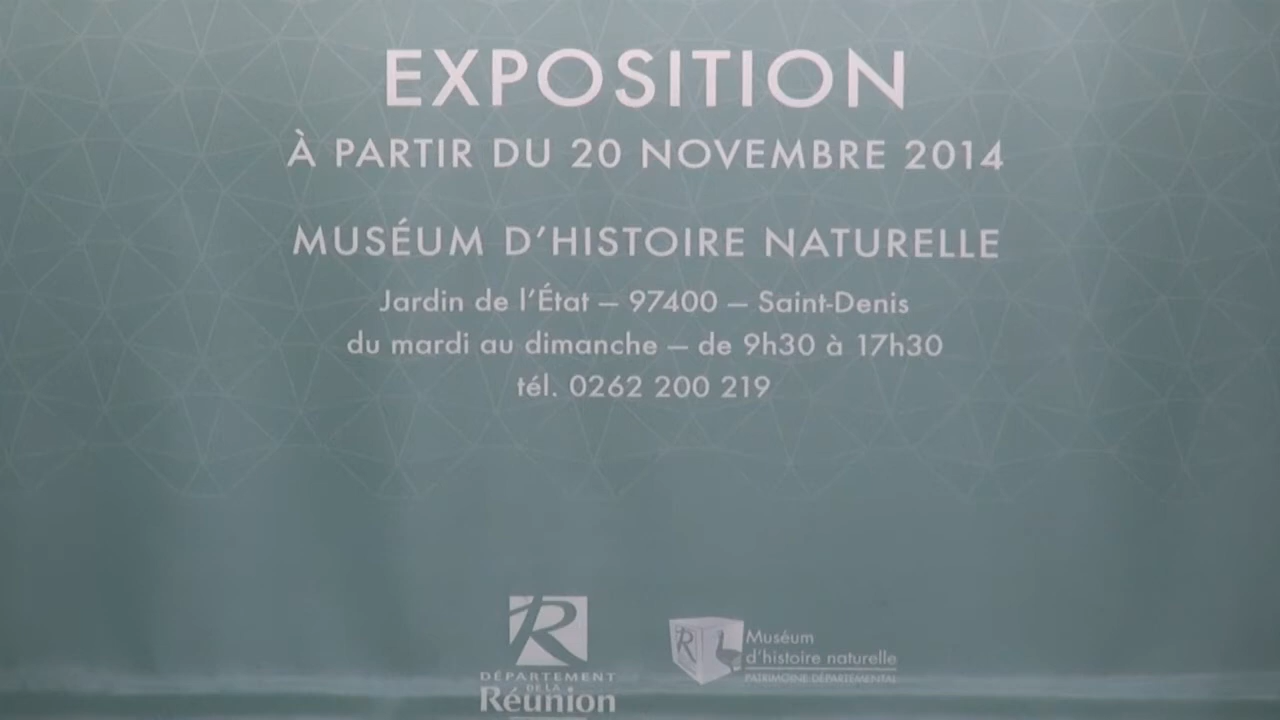 EXPOSITION
À PARTIR DU 20 NOVEMBRE 2014
MUSÉUM D'HISTOIRE NATURELLE
Jardin de l'État – 97400 – Saint-Denis
du mardi au dimanche – de 9h30 à 17h30
tél. 0262 200 219
R
DÉPARTEMENT
DE LA
Réunion
R
Muséum
d'histoire naturelle
PATRIMOINE DÉPARTEMENTAL